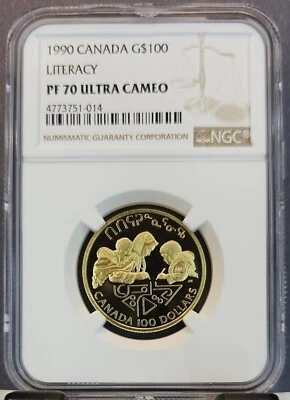 1990 CANADA G$100
LITERACY
PF 70 ULTRA CAMEO
4773751-014
NUMISMATIC GUARANTY CORPORATION
NGC®
CANADA 100 DOLLARS